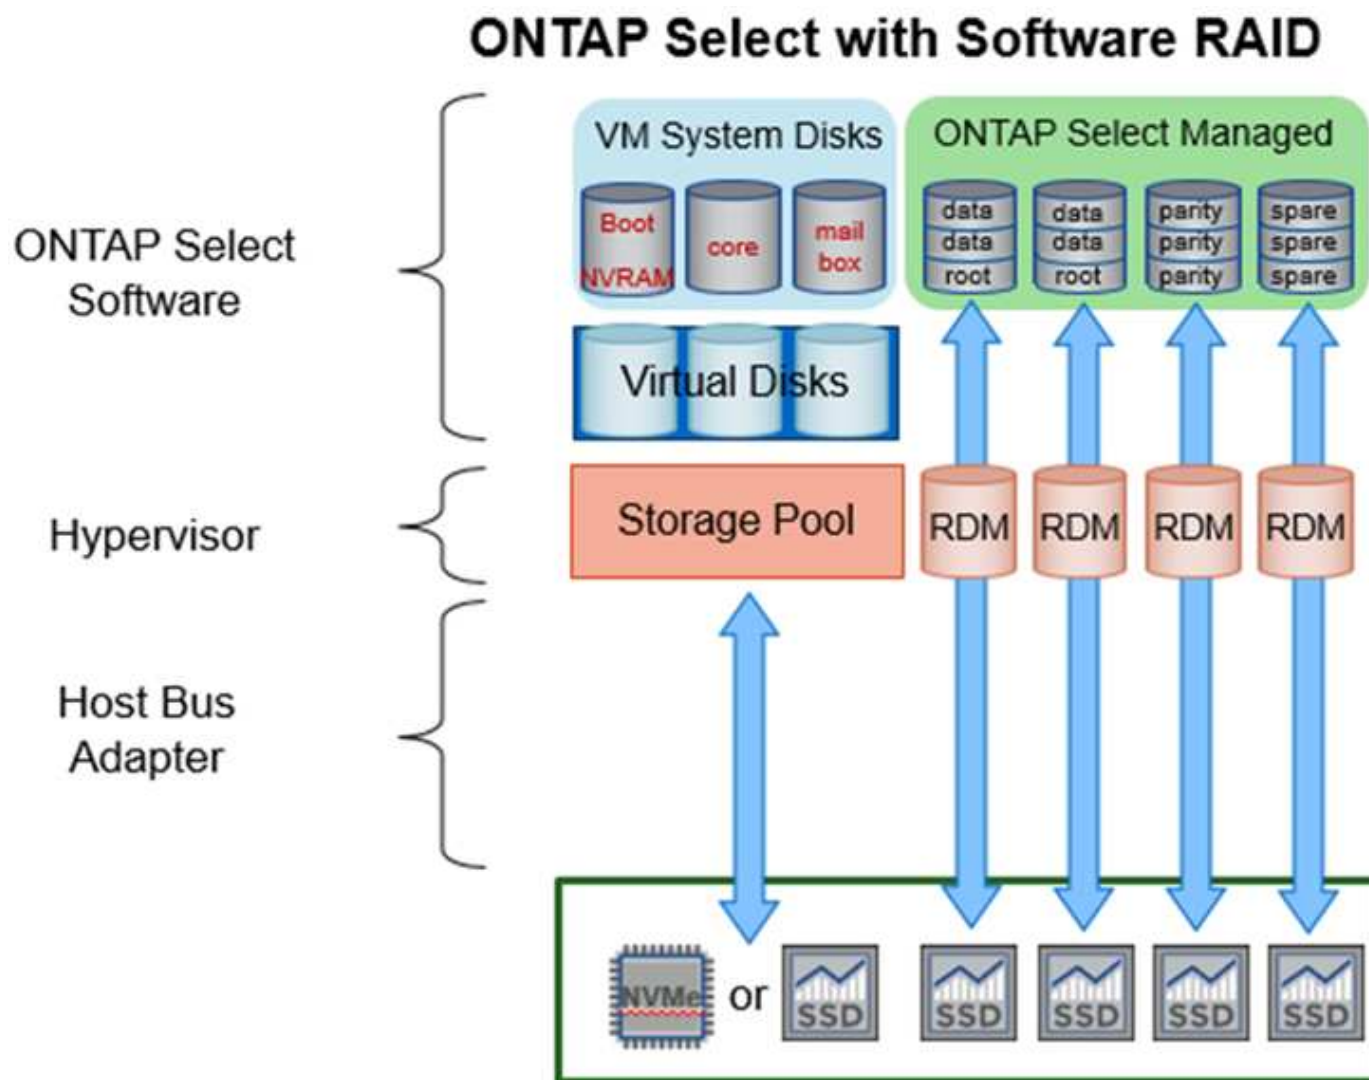 ONTAP Select with Software RAID
ONTAP Select
Software
VM System Disks
Boot
NVRAM
core
mail
box
ONTAP Select Managed
data
data
root
data
data
root
parity
parity
parity
spare
spare
spare
Virtual Disks
Hypervisor
Storage Pool
RDM
RDM
RDM
RDM
Host Bus
Adapter
NVMe
or
SSD
SSD
SSD
SSD
SSD